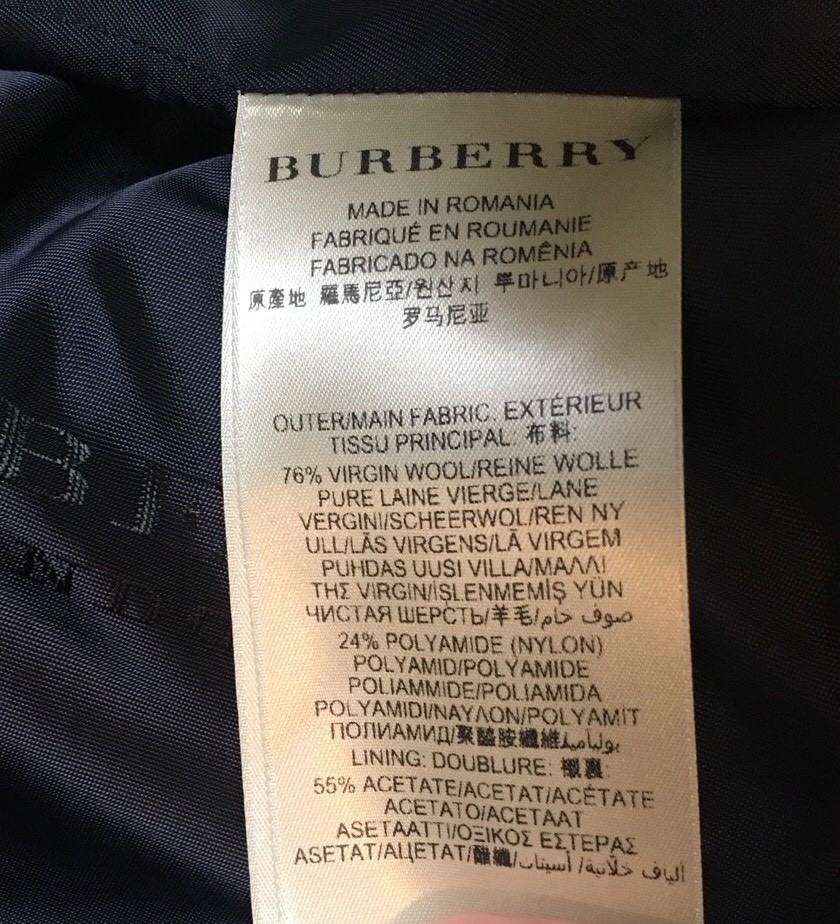 BURBERRY
MADE IN ROMANIA
FABRIQUÉ EN ROUMANIE
FABRICADO NA ROMÊNIA
原產地 羅馬尼亞/원산지 루마니아/原产地
罗马尼亚
OUTER/MAIN FABRIC: EXTÉRIEUR
TISSU PRINCIPAL: 布料:
76% VIRGIN WOOL/REINE WOLLE
PURE LAINE VIERGE/LANE
VERGINI/SCHEERWOL/REN NY
ULL/LÃS VIRGENS/LÃ VIRGEM
PUHDAS UUSI VILLA/ΜΑΛΛΙ
ΤΗΣ VIRGIN/İŞLENMEMİŞ YÜN
ЧИСТАЯ ШЕРСТЬ/羊毛/صوف خام
24% POLYAMIDE (NYLON)
POLYAMID/POLYAMIDE
POLIAMMIDE/POLIAMIDA
POLYAMIDI/ΝΑΥΛΟΝ/POLYAMIT
ПОЛИАМИД/聚醯胺纖維/بولياميد
LINING: DOUBLURE: 襯裏:
55% ACETATE/ACETAT/ACÉTATE
ACETATO/ACETAAT
ASETAATTI/ΟΞΙΚΟΣ ΕΣΤΕΡΑΣ
ASETAT/АЦЕТАТ/醋纖/ألياف خلاتية/ أسيتات
BU